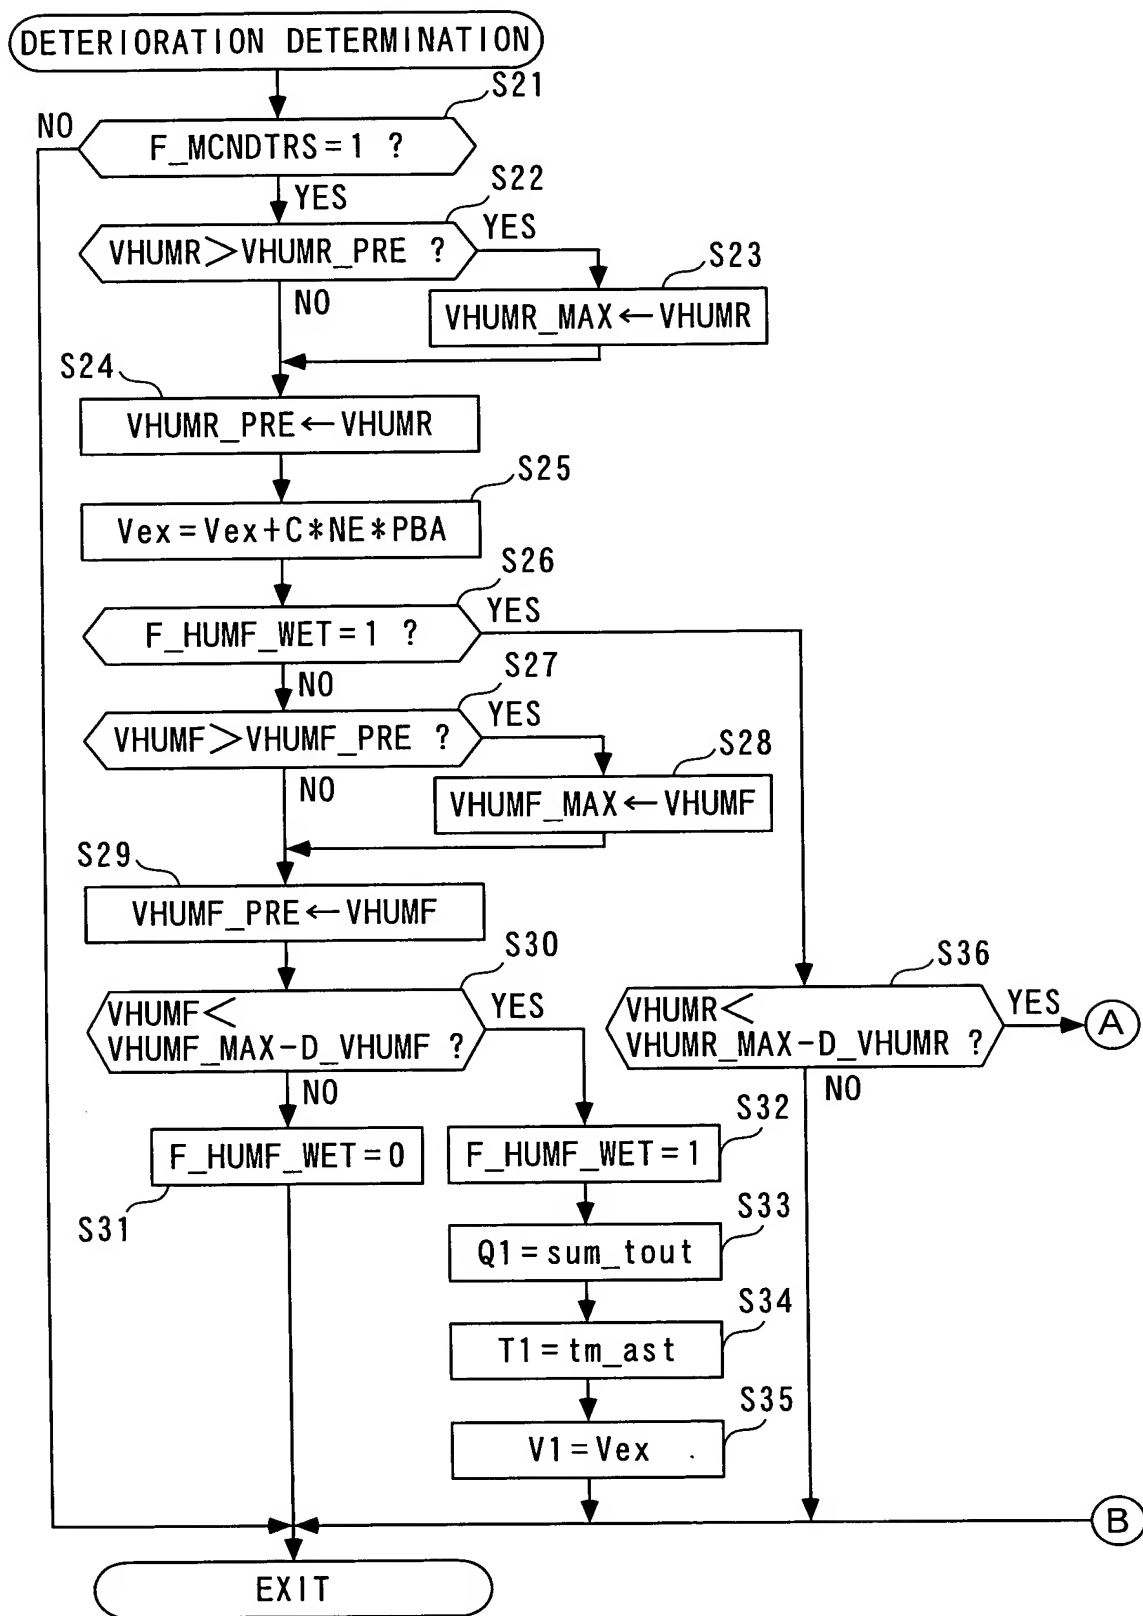 DETERIORATION DETERMINATION
S21
NO
F_MCNDTRS=1 ?
YES
S22
VHUMR>VHUMR_PRE ?
YES
NO
S23
VHUMR_MAX←VHUMR
S24
VHUMR_PRE←VHUMR
S25
Vex=Vex+C*NE*PBA
S26
F_HUMF_WET=1 ?
YES
NO
S27
VHUMF>VHUMF_PRE ?
YES
NO
S28
VHUMF_MAX←VHUMF
S29
VHUMF_PRE←VHUMF
S30
VHUMF<
VHUMF_MAX-D_VHUMF ?
YES
NO
S36
VHUMR<
VHUMR_MAX-D_VHUMR ?
YES
A
NO
F_HUMF_WET=0
S31
S32
F_HUMF_WET=1
S33
Q1=sum_tout
S34
T1=tm_ast
S35
V1=Vex
B
EXIT